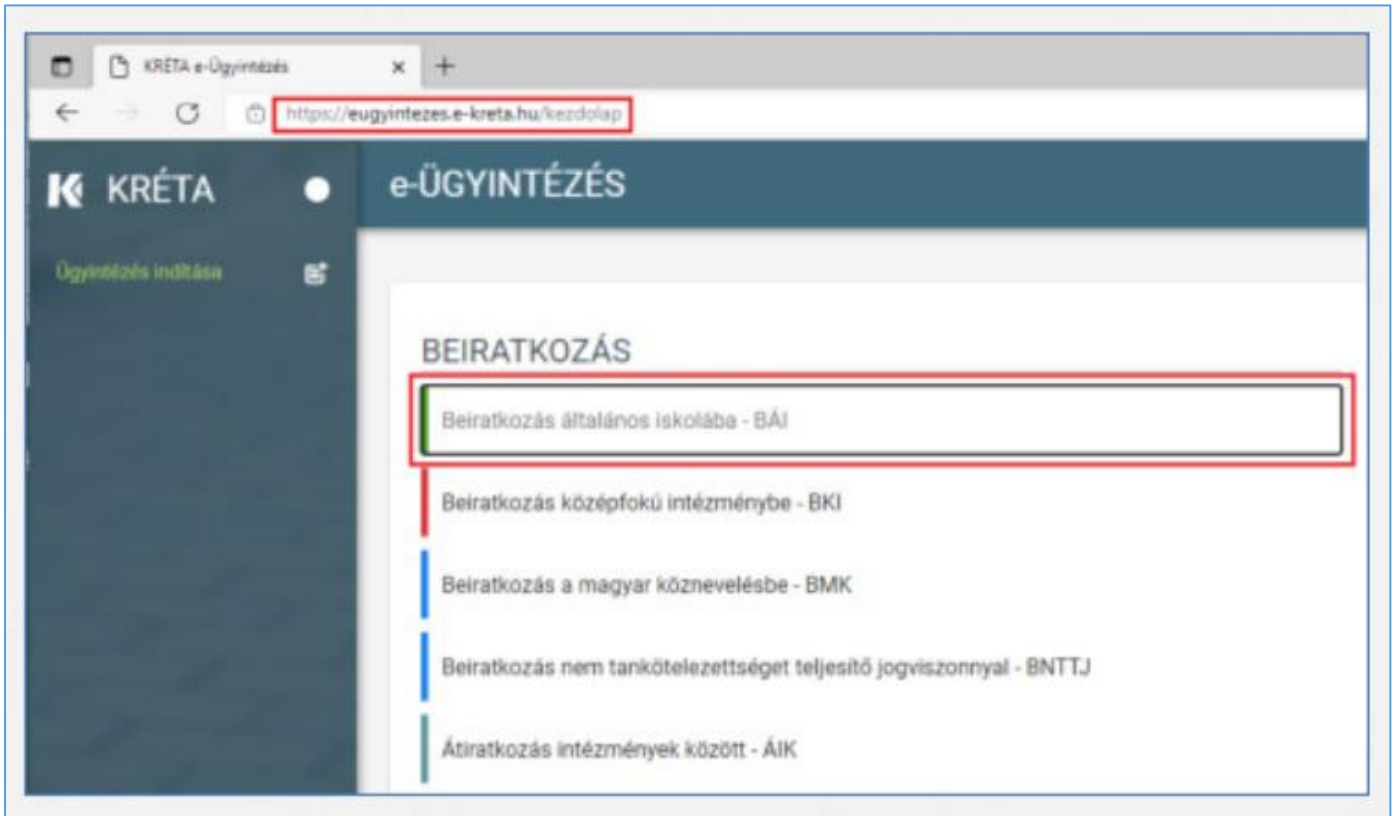 KRÉTA e-Ügyintézés
https://eugyintezes.e-kreta.hu/kezdolap
KRÉTA
e-ÜGYINTÉZÉS
Ügyintézés indítása
BEIRATKOZÁS
Beiratkozás általános iskolába - BÁI
Beiratkozás középfokú intézménybe - BKI
Beiratkozás a magyar köznevelésbe - BMK
Beiratkozás nem tankötelezettséget teljesítő jogviszonnyal - BNTTJ
Átiratkozás intézmények között - ÁIK